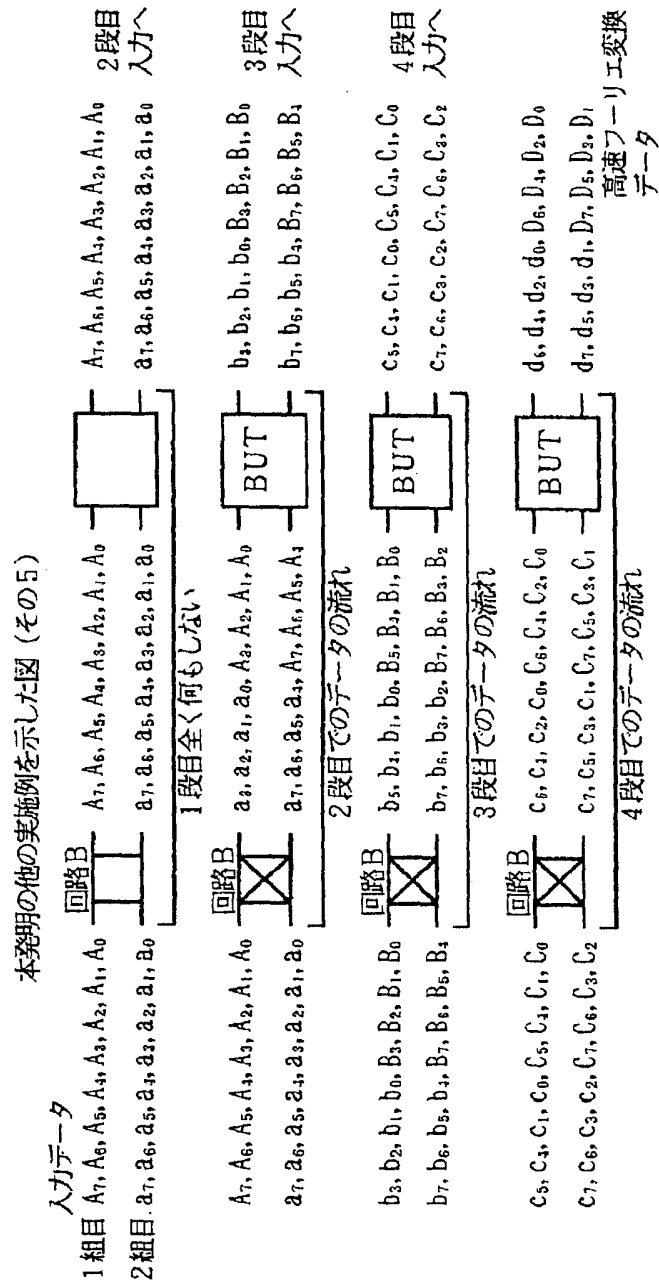 本発明の他の実施例を示した図 (その5)
入力データ
1組目 A₇, A₆, A₅, A₄, A₃, A₂, A₁, A₀
2組目 a₇, a₆, a₅, a₄, a₃, a₂, a₁, a₀
回路B
A₇, A₆, A₅, A₄, A₃, A₂, A₁, A₀
a₇, a₆, a₅, a₄, a₃, a₂, a₁, a₀
A₇, A₆, A₅, A₄, A₃, A₂, A₁, A₀
a₇, a₆, a₅, a₄, a₃, a₂, a₁, a₀
2段目
入力へ
1段目全く何もしない
A₇, A₆, A₅, A₄, A₃, A₂, A₁, A₀
a₇, a₆, a₅, a₄, a₃, a₂, a₁, a₀
回路B
a₃, a₂, a₁, a₀, A₃, A₂, A₁, A₀
a₇, a₆, a₅, a₄, A₇, A₆, A₅, A₄
BUT
b₃, b₂, b₁, b₀, B₃, B₂, B₁, B₀
b₇, b₆, b₅, b₄, B₇, B₆, B₅, B₄
3段目
入力へ
2段目でのデータの流れ
b₃, b₂, b₁, b₀, B₃, B₂, B₁, B₀
b₇, b₆, b₅, b₄, B₇, B₆, B₅, B₄
回路B
b₅, b₄, b₁, b₀, B₅, B₄, B₁, B₀
b₇, b₆, b₃, b₂, B₇, B₆, B₃, B₂
BUT
c₅, c₄, c₁, c₀, C₅, C₄, C₁, C₀
c₇, c₆, c₃, c₂, C₇, C₆, C₃, C₂
4段目
入力へ
3段目でのデータの流れ
c₅, c₄, c₁, c₀, C₅, C₄, C₁, C₀
c₇, c₆, c₃, c₂, C₇, C₆, C₃, C₂
回路B
c₆, c₄, c₂, c₀, C₆, C₄, C₂, C₀
c₇, c₅, c₃, c₁, C₇, C₅, C₃, C₁
BUT
d₆, d₄, d₂, d₀, D₆, D₄, D₂, D₀
d₇, d₅, d₃, d₁, D₇, D₅, D₃, D₁
高速フーリエ変換
データ
4段目でのデータの流れ